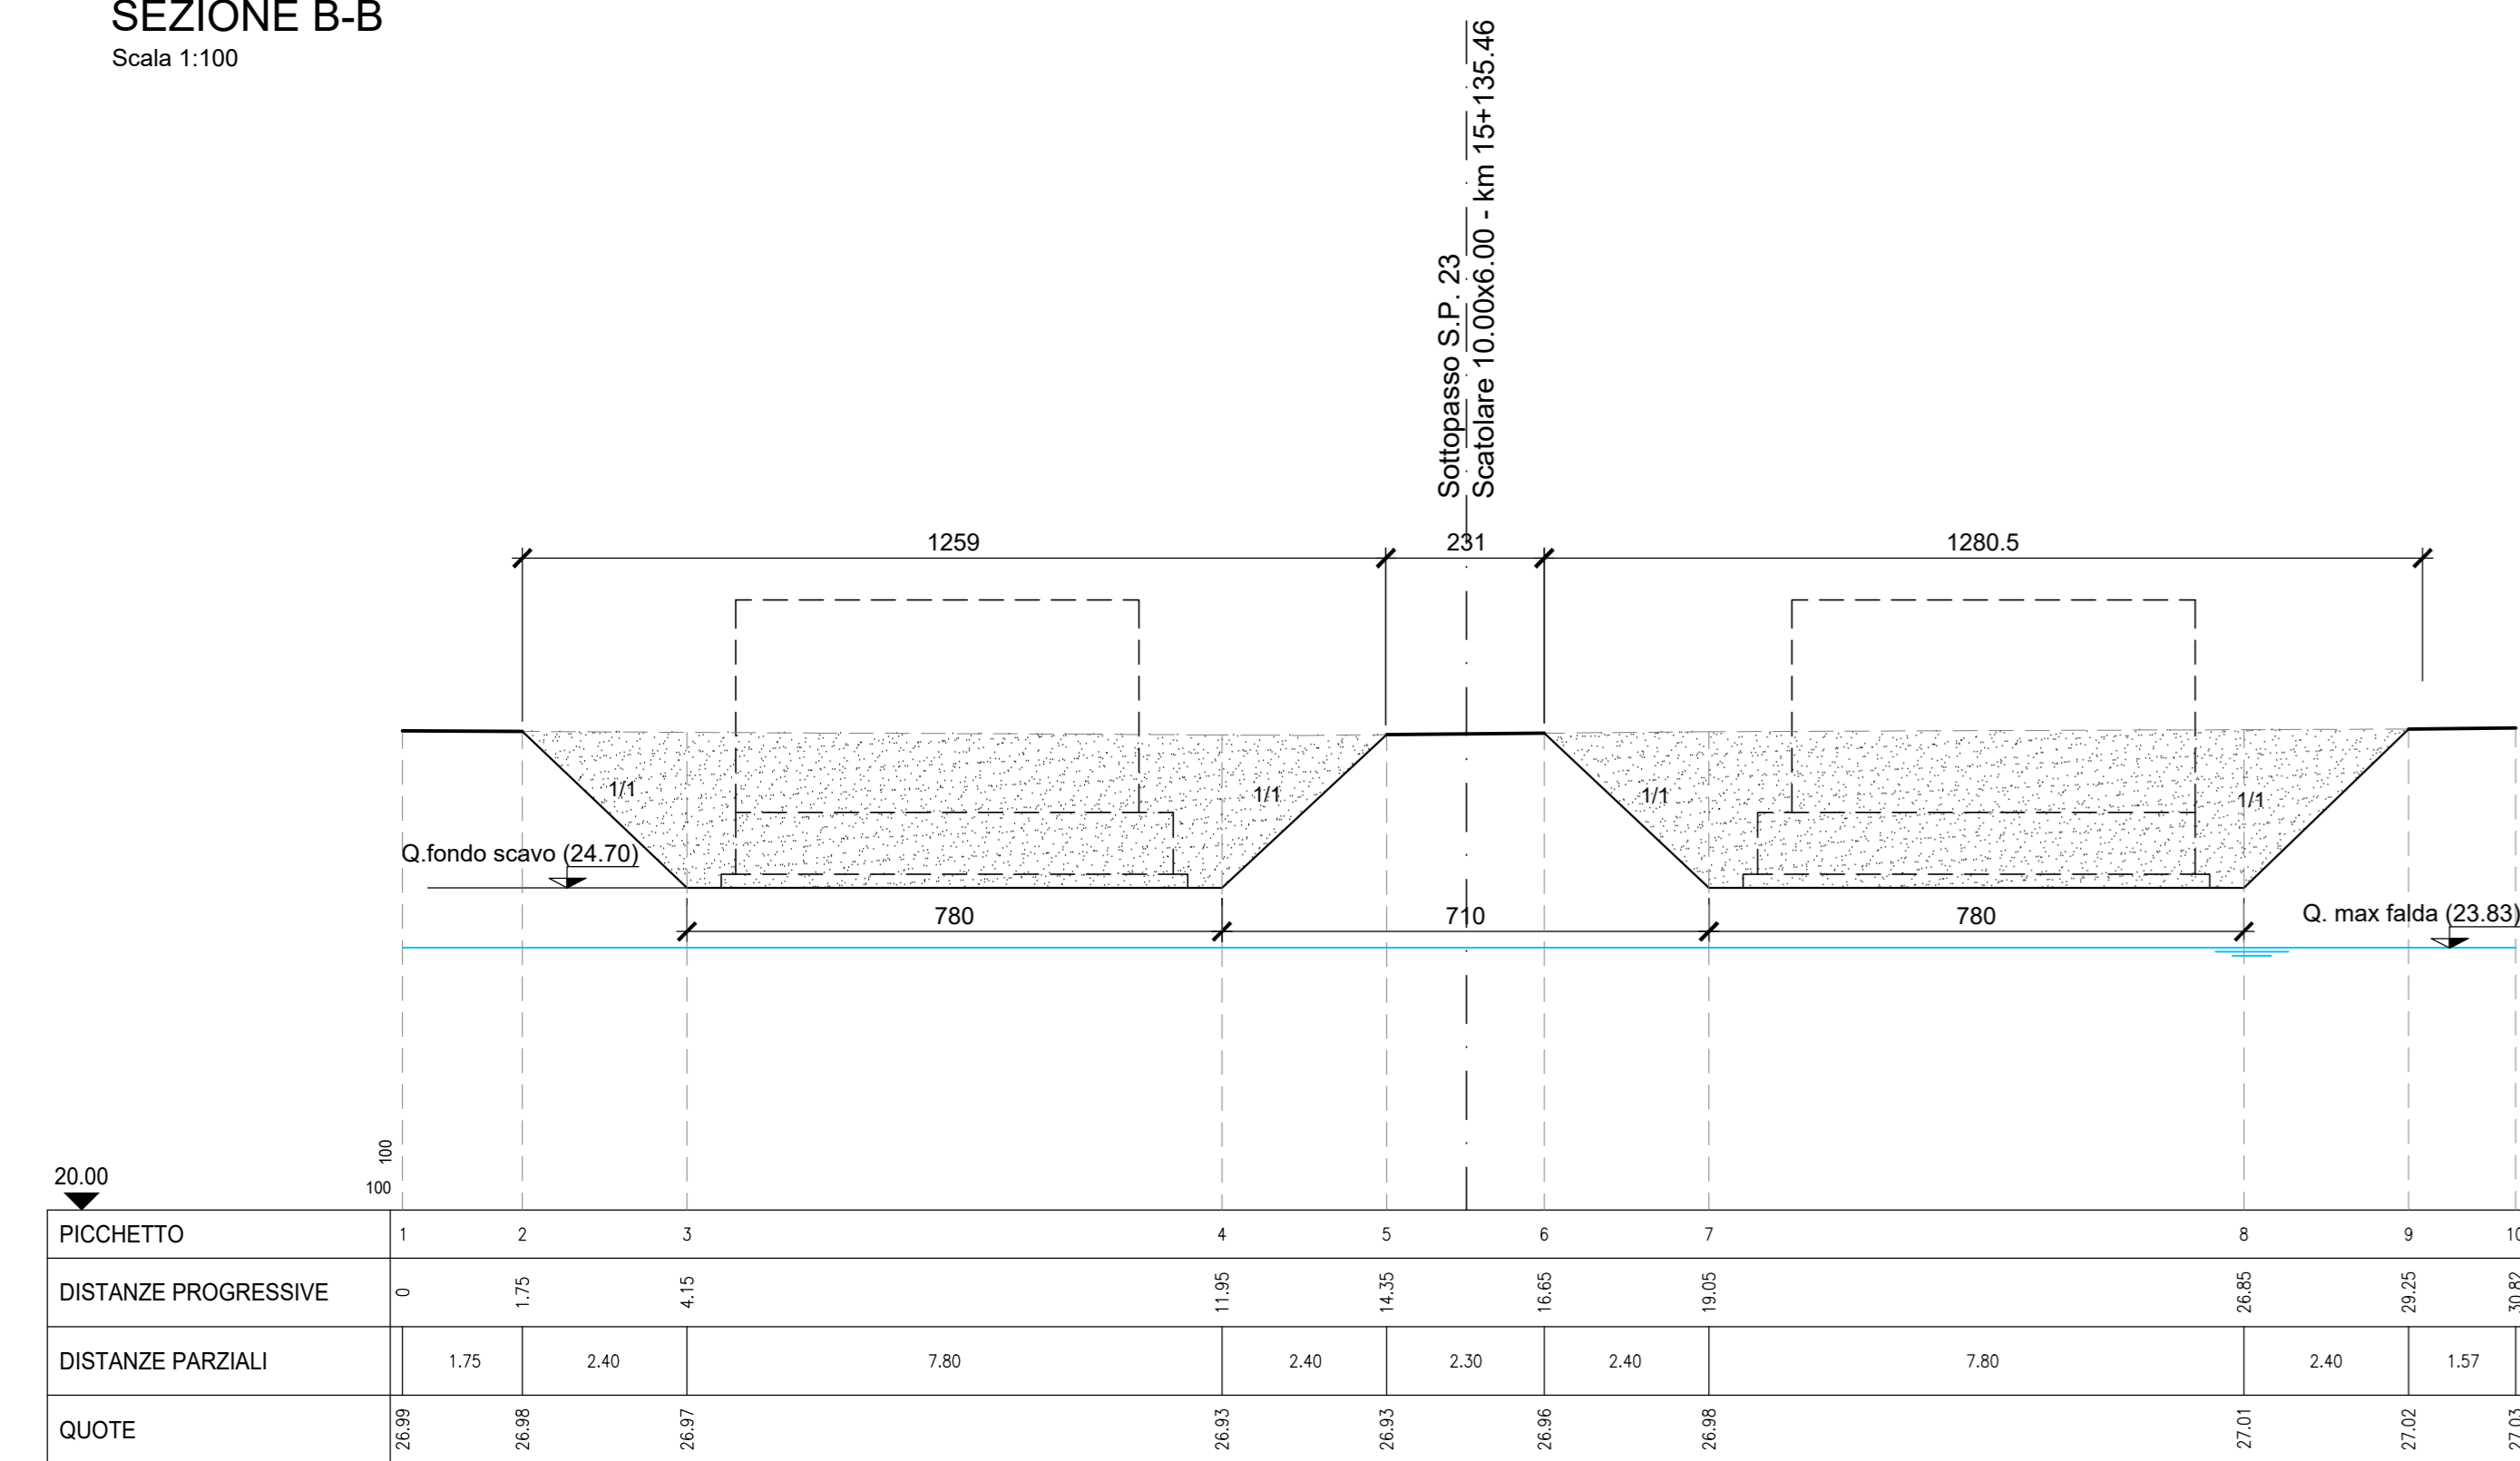 SEZIONE B-B
Scala 1:100
Sottopasso S.P. 23
Scatolare 10.00x6.00 - km 15+135.46
1259 231 1280.5
1/1 1/1 1/1 1/1
Q.fondo scavo (24.70)
780 710 780
Q. max falda (23.83)
100
100
20.00
PICCHETTO 1 2 3 4 5 6 7 8 9 10
DISTANZE PROGRESSIVE 0 1.75 4.15 11.95 14.35 16.65 19.05 26.85 29.25 30.82
DISTANZE PARZIALI 1.75 2.40 7.80 2.40 2.30 2.40 7.80 2.40 1.57
QUOTE 26.99 26.98 26.97 26.93 26.93 26.96 26.98 27.01 27.02 27.03